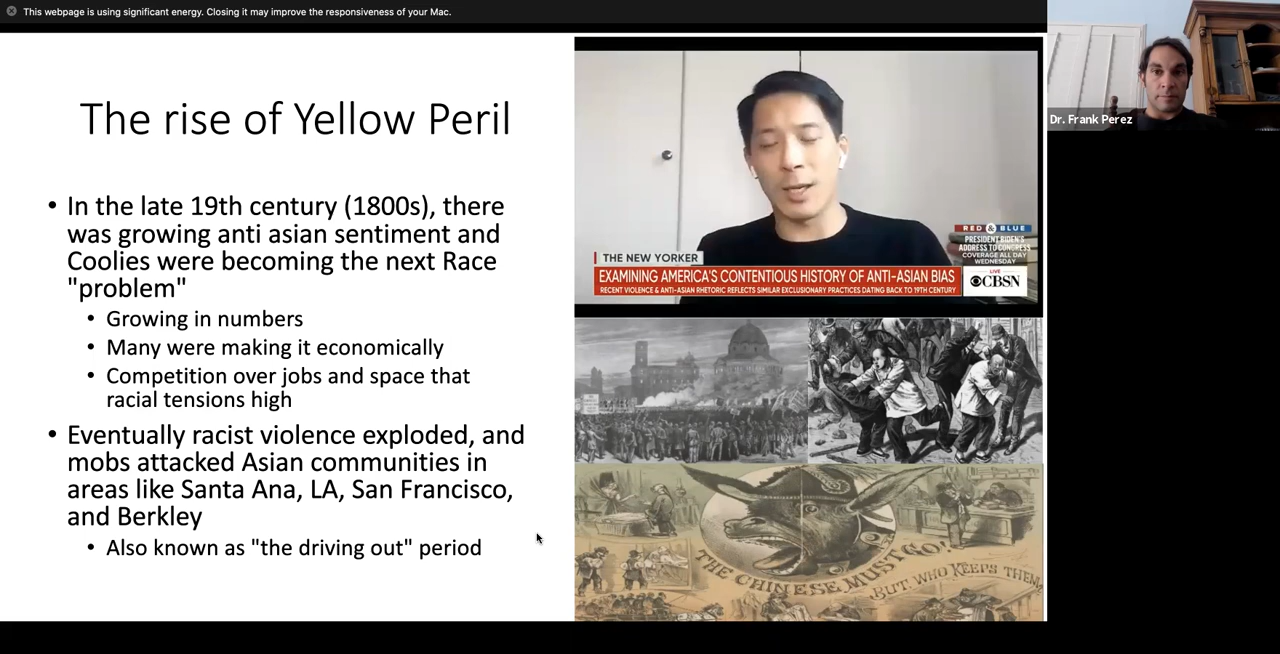 This webpage is using significant energy. Closing it may improve the responsiveness of your Mac.
The rise of Yellow Peril
• In the late 19th century (1800s), there
was growing anti asian sentiment and
Coolies were becoming the next Race
"problem"
• Growing in numbers
• Many were making it economically
• Competition over jobs and space that
racial tensions high
• Eventually racist violence exploded, and
mobs attacked Asian communities in
areas like Santa Ana, LA, San Francisco,
and Berkley
• Also known as "the driving out" period
RED & BLUE
PRESIDENT BIDEN'S
ADDRESS TO CONGRESS
COVERAGE ALL DAY
WEDNESDAY
THE NEW YORKER
EXAMINING AMERICA'S CONTENTIOUS HISTORY OF ANTI-ASIAN BIAS
RECENT VIOLENCE & ANTI-ASIAN RHETORIC REFLECTS SIMILAR EXCLUSIONARY PRACTICES DATING BACK TO 19TH CENTURY
LIVE
CBSN
THE CHINESE MUST GO!
BUT WHO KEEPS THEM
Dr. Frank Perez